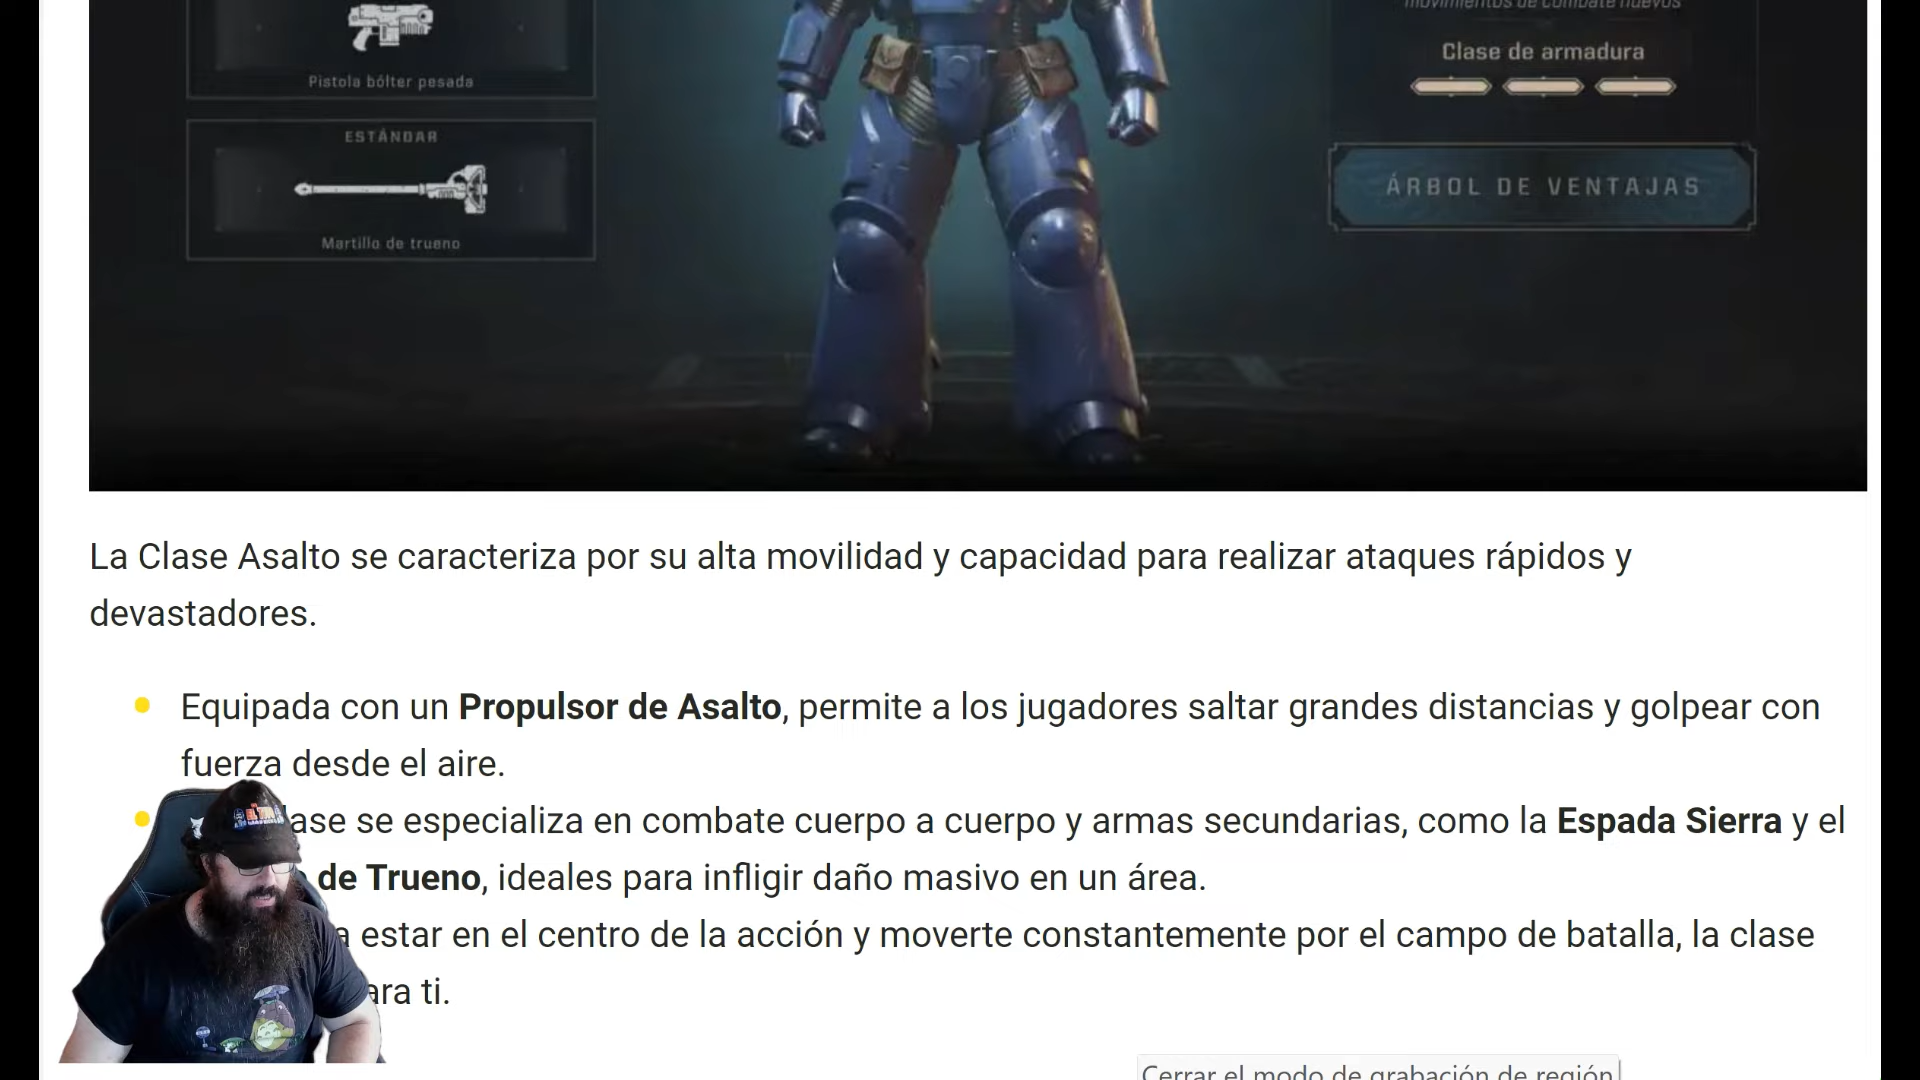 movimientos de combate nuevos
Clase de armadura
Pistola bólter pesada
ESTÁNDAR
Martillo de trueno
ÁRBOL DE VENTAJAS
La Clase Asalto se caracteriza por su alta movilidad y capacidad para realizar ataques rápidos y
devastadores.
Equipada con un Propulsor de Asalto, permite a los jugadores saltar grandes distancias y golpear con
fuerza desde el aire.
lase se especializa en combate cuerpo a cuerpo y armas secundarias, como la Espada Sierra y el
de Trueno, ideales para infligir daño masivo en un área.
a estar en el centro de la acción y moverte constantemente por el campo de batalla, la clase
ara ti.
Cerrar el modo de grabación de región